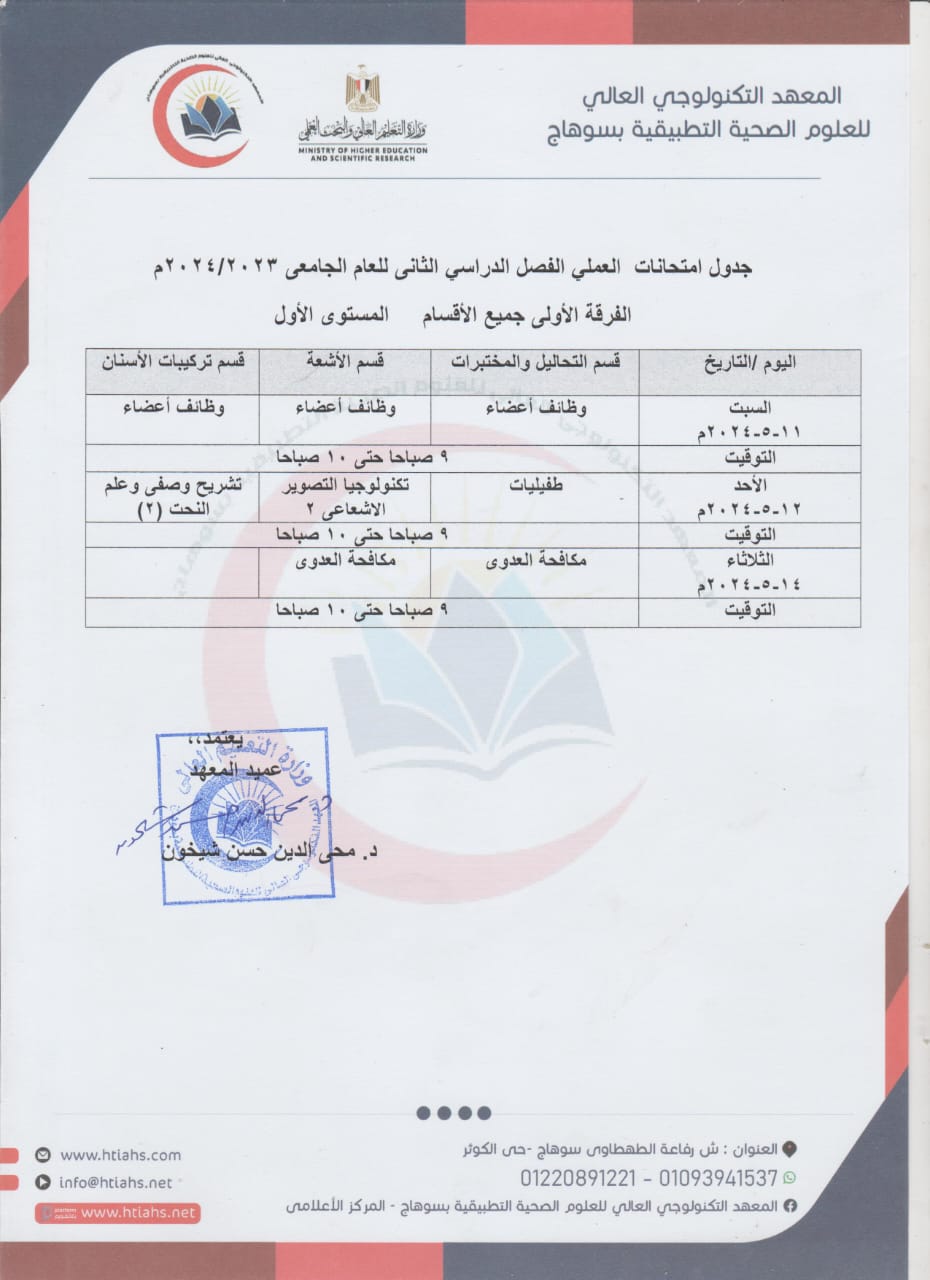 المعهد التكنولوجي العالي
للعلوم الصحية التطبيقية بسوهاج
وزارة التعليم العالي والبحث العلمي
MINISTRY OF HIGHER EDUCATION
AND SCIENTIFIC RESEARCH
جدول امتحانات العملي الفصل الدراسي الثانى للعام الجامعى ٢٠٢٤/٢٠٢٣م
الفرقة الأولى جميع الأقسام المستوى الأول
اليوم /التاريخ قسم التحاليل والمختبرات قسم الأشعة قسم تركيبات الأسنان
السبت وظائف أعضاء وظائف أعضاء وظائف أعضاء
١١-٥-٢٠٢٤م
التوقيت ٩ صباحا حتى ١٠ صباحا
الأحد طفيليات تكنولوجيا التصوير تشريح وصفى وعلم
١٢-٥-٢٠٢٤م الاشعاعى ٢ النحت (٢)
التوقيت ٩ صباحا حتى ١٠ صباحا
الثلاثاء مكافحة العدوى مكافحة العدوى
١٤-٥-٢٠٢٤م
التوقيت ٩ صباحا حتى ١٠ صباحا
يعتمد،،
عميد المعهد
وزارة التعليم العالي
د. محى الدين حسن شيخون
العنوان : ش رفاعة الطهطاوى سوهاج -حى الكوثر
01220891221 - 01093941537
المعهد التكنولوجي العالي للعلوم الصحية التطبيقية بسوهاج - المركز الأعلامى
www.htiahs.com
info@htiahs.net
www.htiahs.net